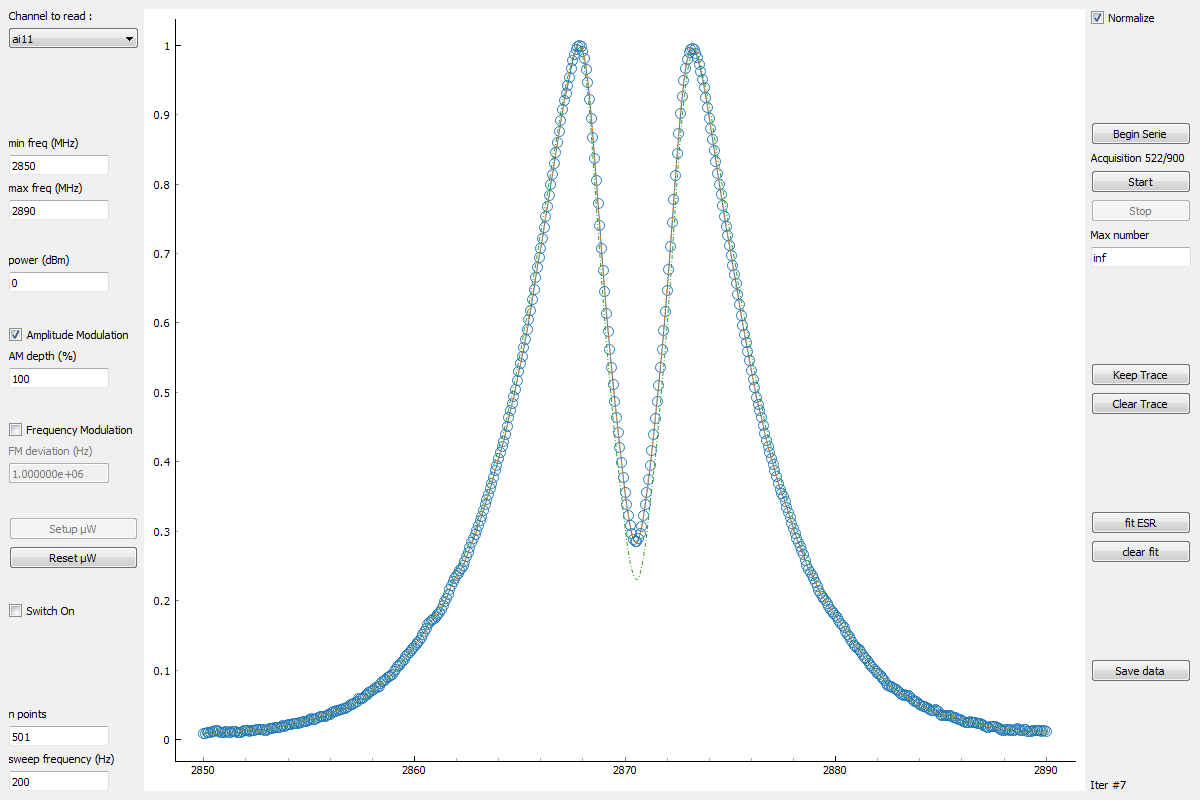 Channel to read :
ai11
min freq (MHz)
2850
max freq (MHz)
2890
power (dBm)
0
Amplitude Modulation
AM depth (%)
100
Frequency Modulation
FM deviation (Hz)
1.000000e+06
Setup µW
Reset µW
Switch On
n points
501
sweep frequency (Hz)
200
1
0.9
0.8
0.7
0.6
0.5
0.4
0.3
0.2
0.1
0
2850
2860
2870
2880
2890
Normalize
Begin Serie
Acquisition 522/900
Start
Stop
Max number
inf
Keep Trace
Clear Trace
fit ESR
clear fit
Save data
Iter #7